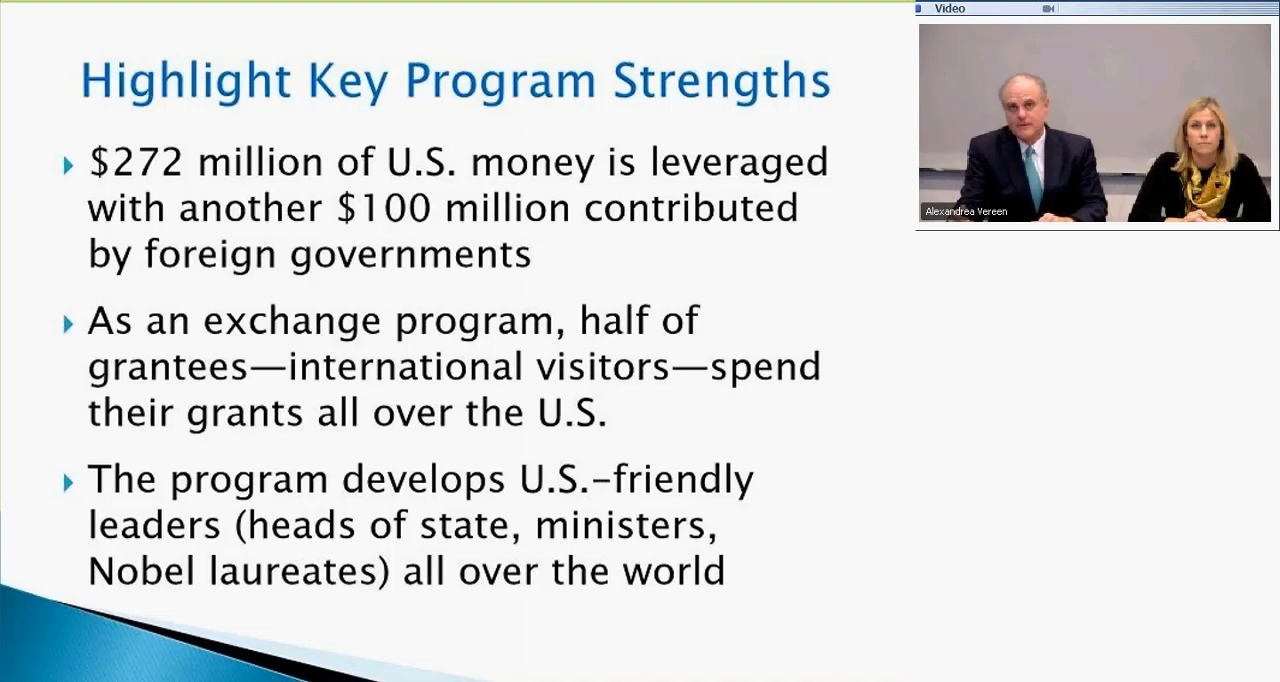 Highlight Key Program Strengths
$272 million of U.S. money is leveraged
with another $100 million contributed
by foreign governments
As an exchange program, half of
grantees—international visitors—spend
their grants all over the U.S.
The program develops U.S.-friendly
leaders (heads of state, ministers,
Nobel laureates) all over the world
Video
Alexandrea Vereen